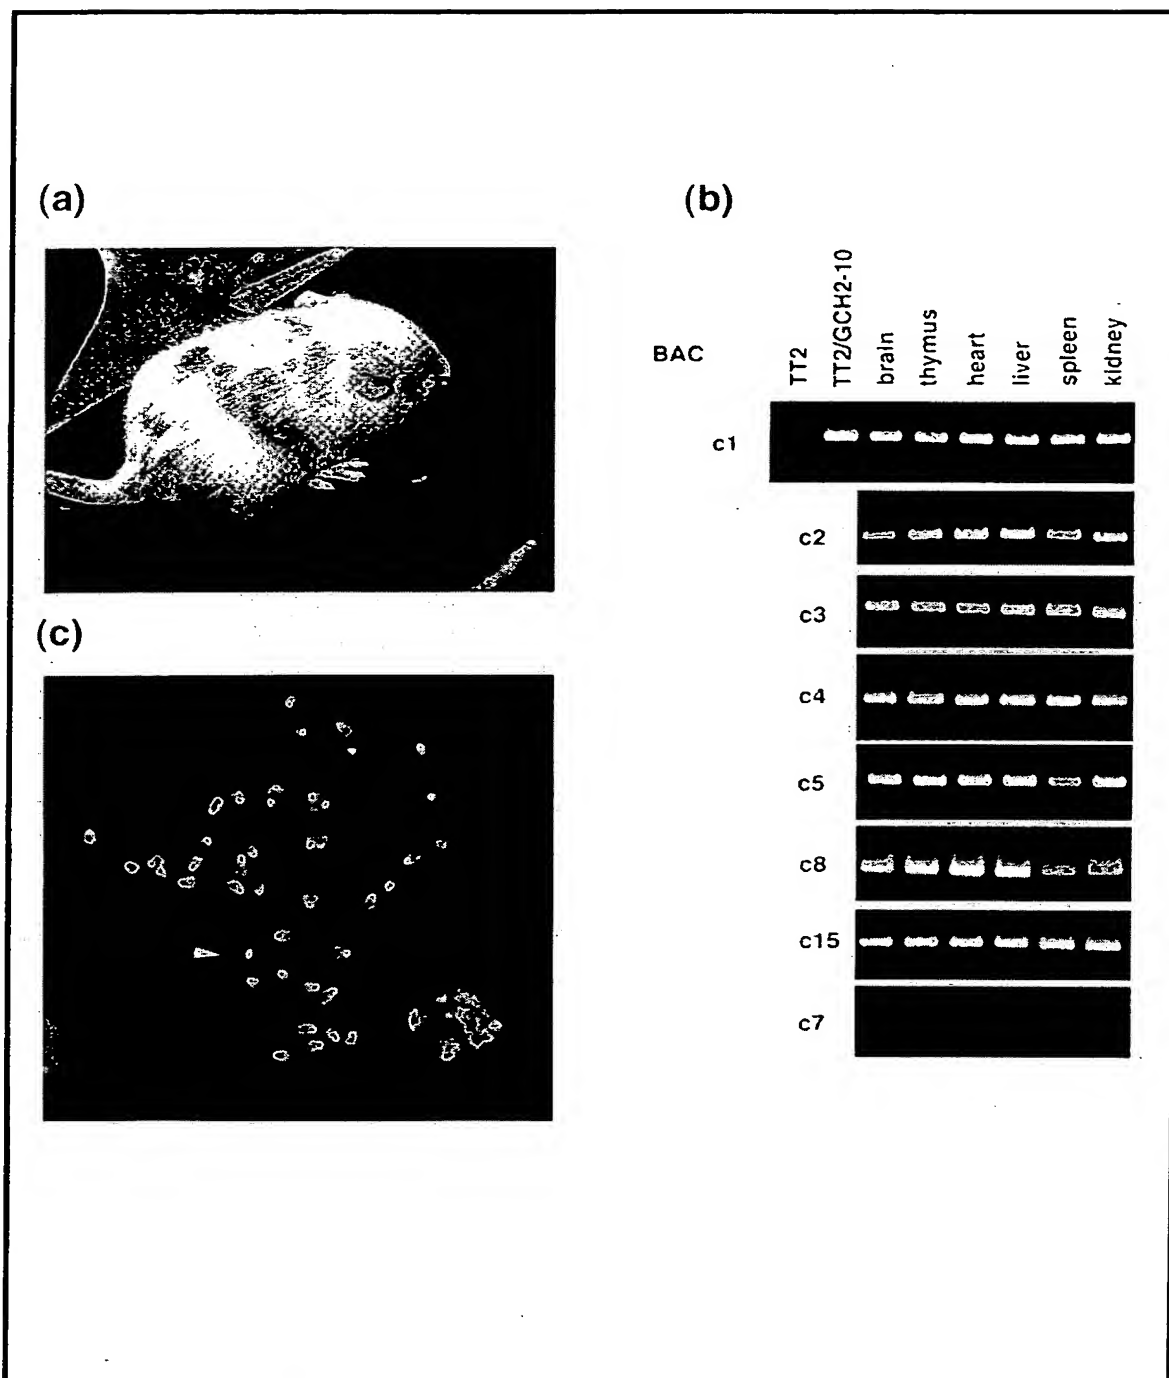 (a)
(b)
BAC
TT2
TT2/GCH2-10
brain
thymus
heart
liver
spleen
kidney
c1
c2
c3
c4
c5
c8
c15
c7
(c)